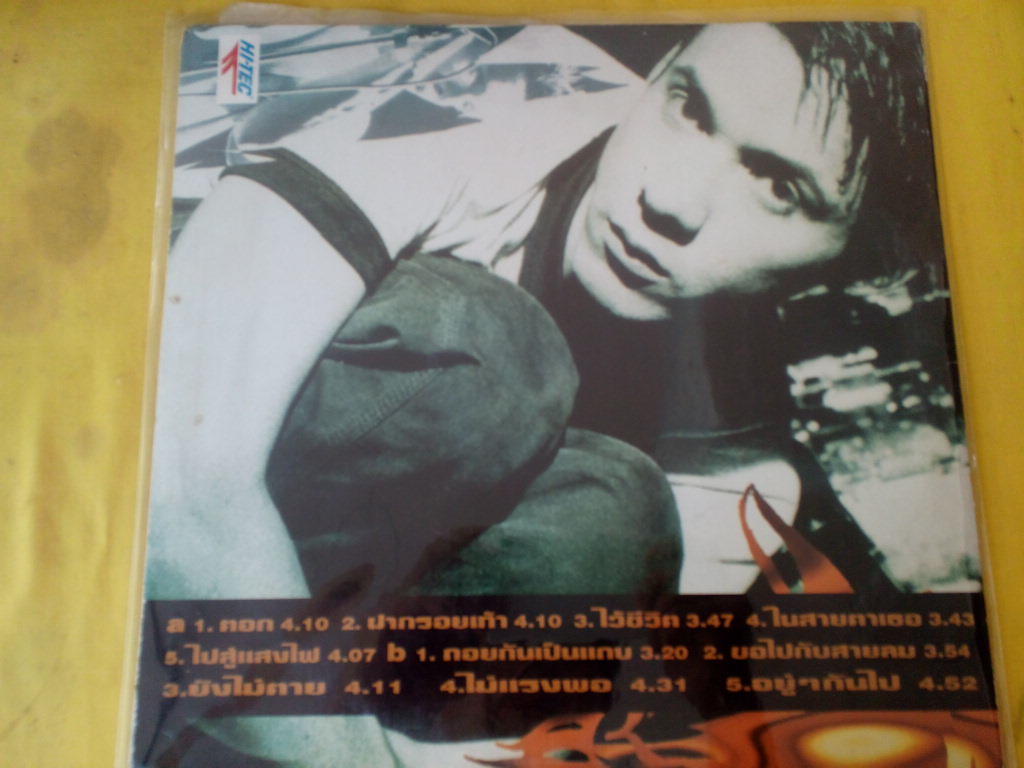 HI-TEC
a 1. ตอก 4.10 2. ฝากรอยเท้า 4.10 3. ไว้ชีวิต 3.47 4. ในสายตาเธอ 3.43
5. ไปสู่แสงไฟ 4.07 b 1. กอบกันเป็นแกบ 3.20 2. ขอไปกับสายลม 3.54
3. ยังไม่ตาย 4.11 4. ไม่แรงพอ 4.31 5. อยู่ๆกันไป 4.52